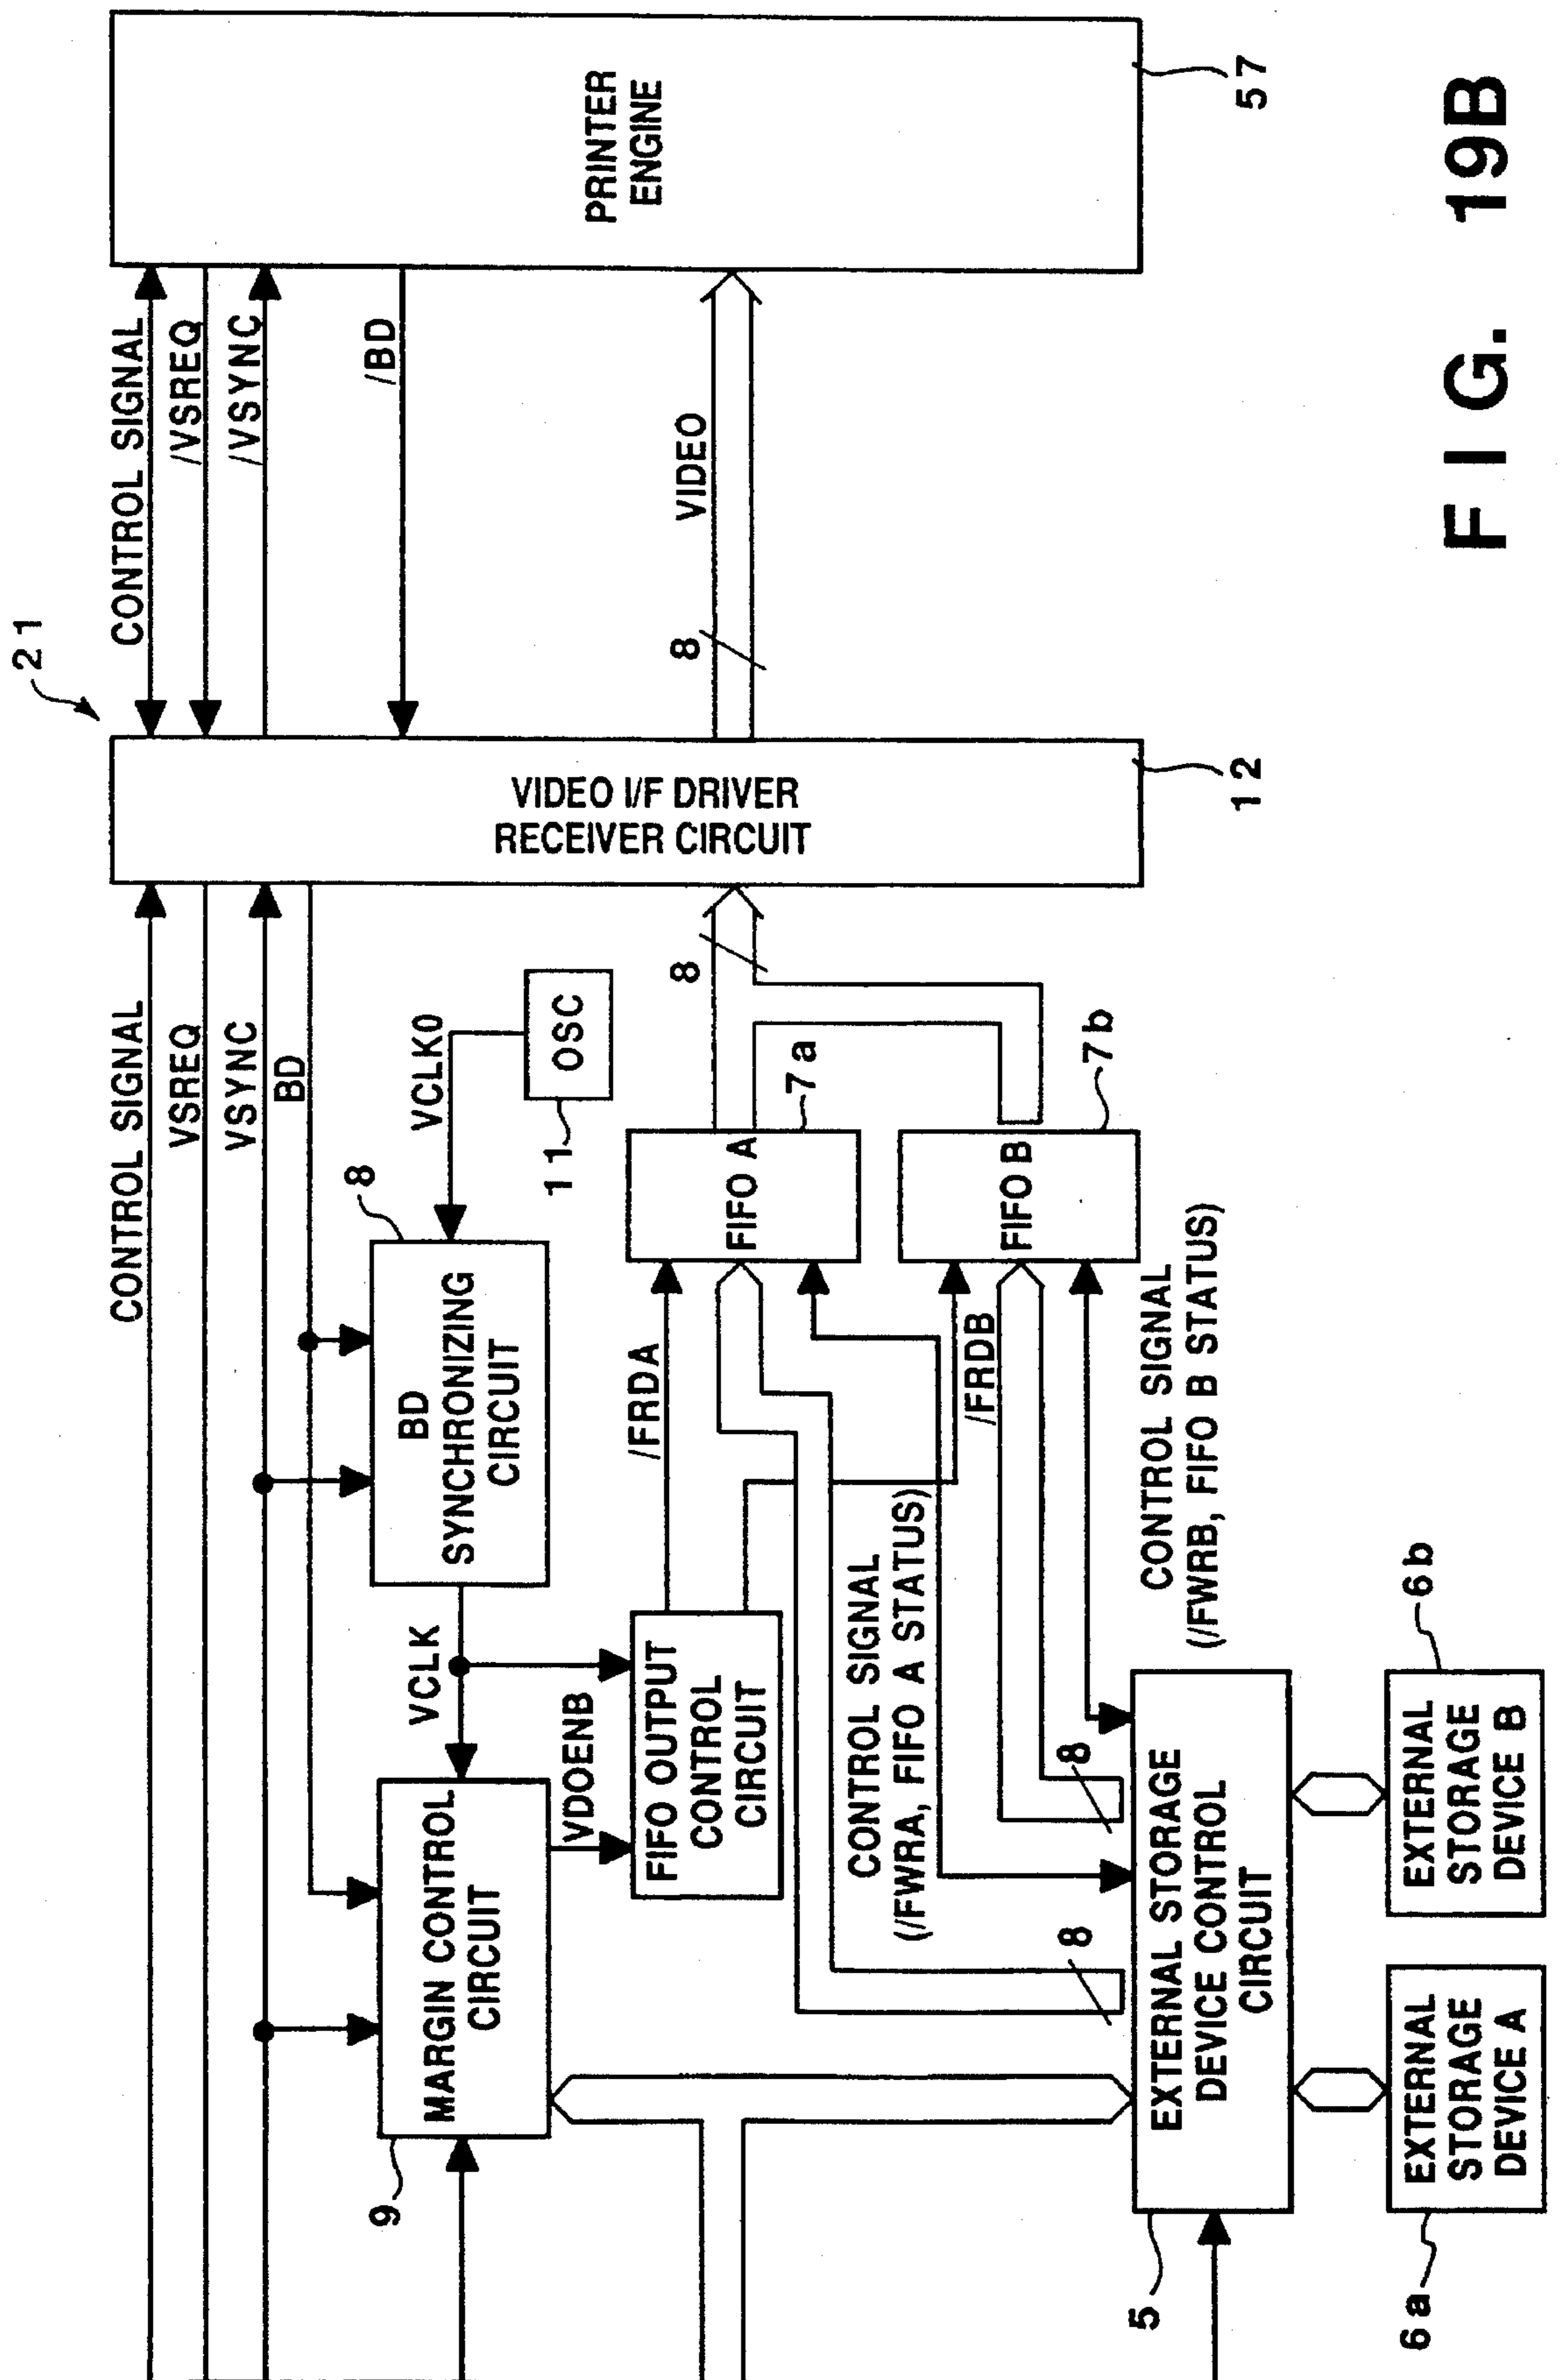 21
CONTROL SIGNAL
CONTROL SIGNAL
VSREQ
/VSREQ
VSYNC
/VSYNC
BD
/BD
8
VCLK0
MARGIN CONTROL
CIRCUIT
VCLK
BD
SYNCHRONIZING
CIRCUIT
OSC
11
9
VDOENB
VIDEO I/F DRIVER
RECEIVER CIRCUIT
PRINTER
ENGINE
FIFO OUTPUT
CONTROL
CIRCUIT
/FRDA
8
8
VIDEO
FIFO A
7a
CONTROL SIGNAL
(/FWRA, FIFO A STATUS)
/FRDB
FIFO B
7b
8
8
EXTERNAL STORAGE
DEVICE CONTROL
CIRCUIT
5
CONTROL SIGNAL
(/FWRB, FIFO B STATUS)
12
57
EXTERNAL
STORAGE
DEVICE A
6a
EXTERNAL
STORAGE
DEVICE B
6b
FIG. 19B